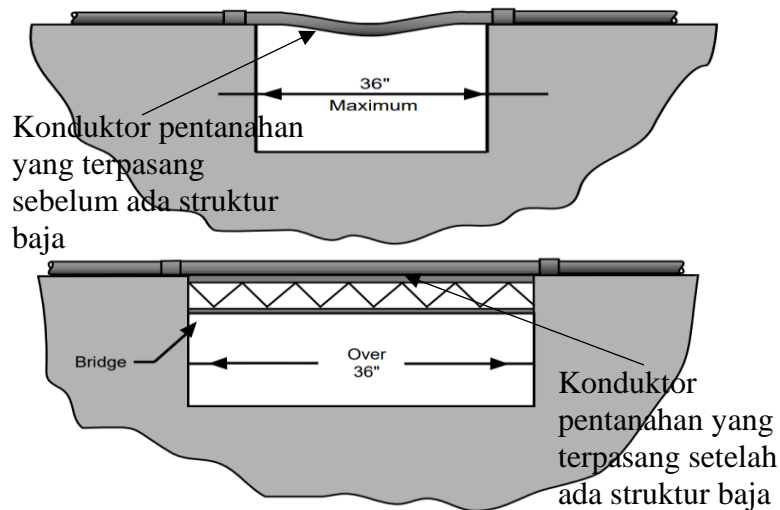 36"
Maximum
Konduktor pentanahan
yang terpasang
sebelum ada struktur
baja
Bridge
Over
36"
Konduktor
pentanahan yang
terpasang setelah
ada struktur baja